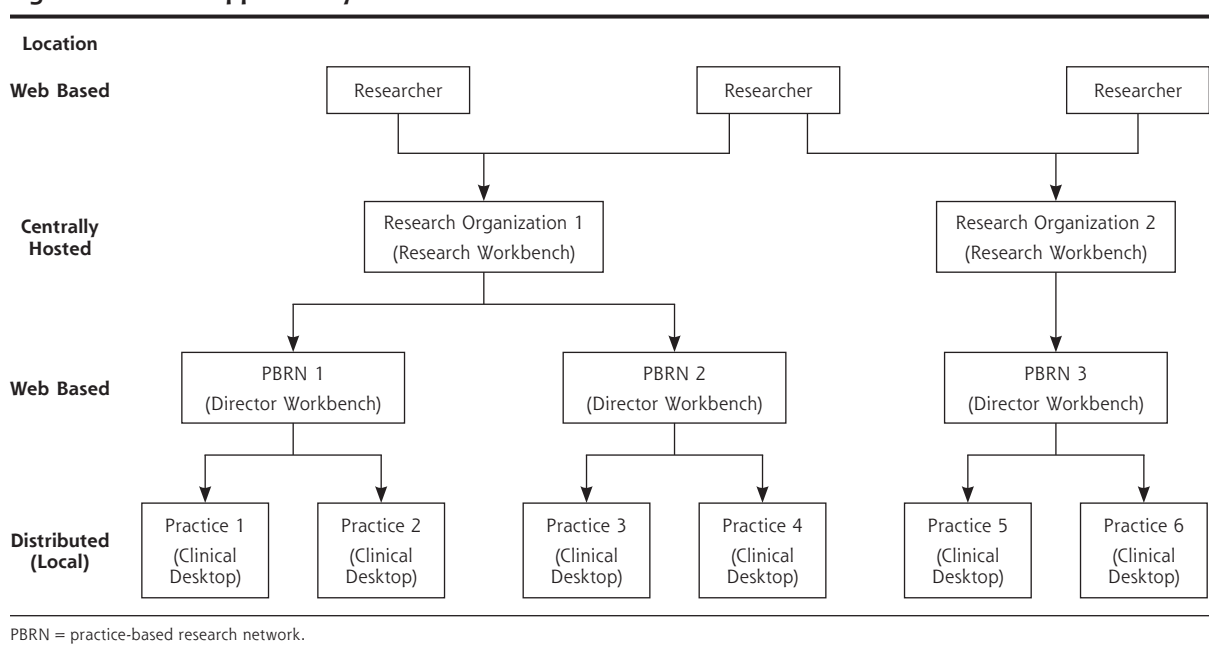 Location
Web Based
Researcher
Researcher
Researcher
Centrally
Hosted
Research Organization 1
(Research Workbench)
Research Organization 2
(Research Workbench)
Web Based
PBRN 1
(Director Workbench)
PBRN 2
(Director Workbench)
PBRN 3
(Director Workbench)
Distributed
(Local)
Practice 1
(Clinical
Desktop)
Practice 2
(Clinical
Desktop)
Practice 3
(Clinical
Desktop)
Practice 4
(Clinical
Desktop)
Practice 5
(Clinical
Desktop)
Practice 6
(Clinical
Desktop)
PBRN = practice-based research network.